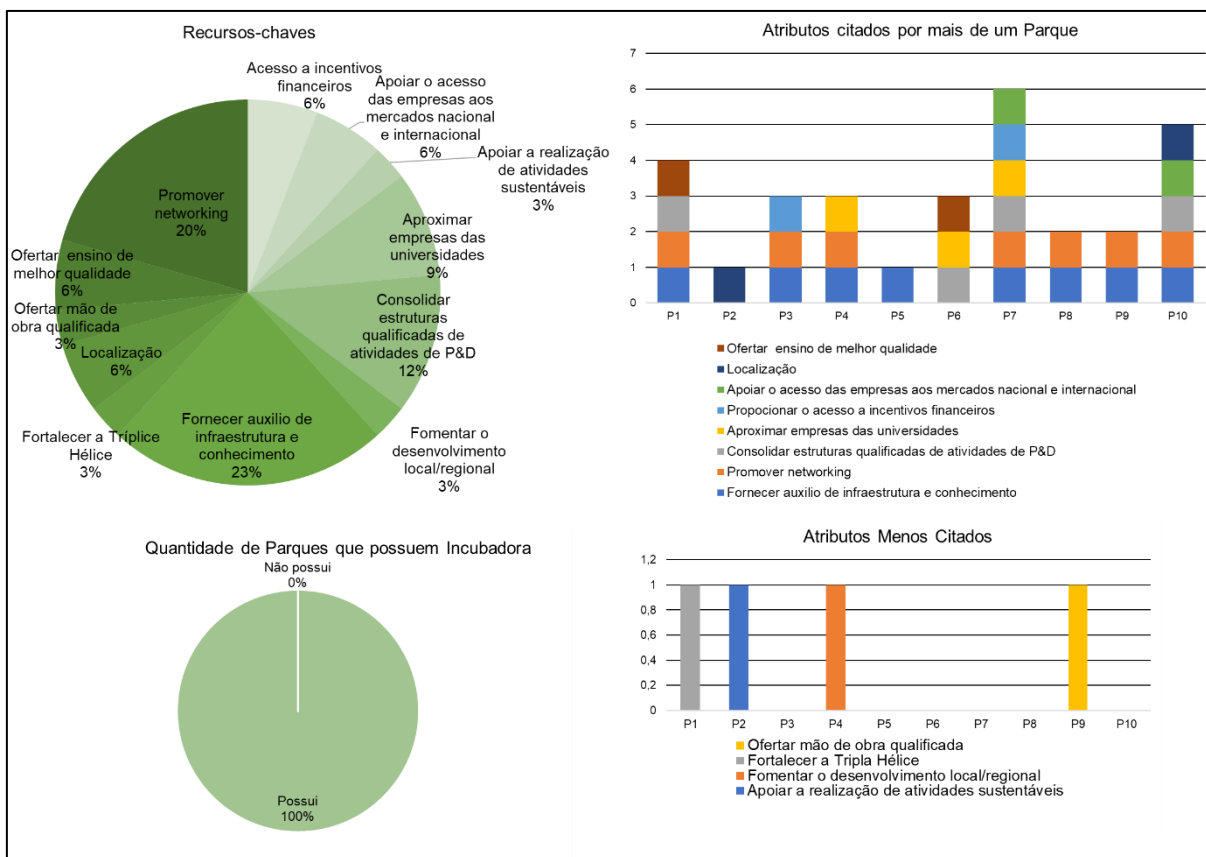 Recursos-chaves
Acesso a incentivos
financeiros
6%
Apoiar o acesso
das empresas aos
mercados nacional
e internacional
6%
Apoiar a realização
de atividades
sustentáveis
3%
Aproximar
empresas das
universidades
9%
Consolidar
estruturas
qualificadas de
atividades de P&D
12%
Fomentar o
desenvolvimento
local/regional
3%
Fornecer auxilio de
infraestrutura e
conhecimento
23%
Fortalecer a Tríplice
Hélice
3%
Localização
6%
Ofertar mão de
obra qualificada
3%
Ofertar ensino de
melhor qualidade
6%
Promover
networking
20%
Atributos citados por mais de um Parque
7
6
5
4
3
2
1
0
P1 P2 P3 P4 P5 P6 P7 P8 P9 P10
Ofertar ensino de melhor qualidade
Localização
Apoiar o acesso das empresas aos mercados nacional e internacional
Propocionar o acesso a incentivos financeiros
Aproximar empresas das universidades
Consolidar estruturas qualificadas de atividades de P&D
Promover networking
Fornecer auxilio de infraestrutura e conhecimento
Quantidade de Parques que possuem Incubadora
Não possui
0%
Possui
100%
Atributos Menos Citados
1,2
1
0,8
0,6
0,4
0,2
0
P1 P2 P3 P4 P5 P6 P7 P8 P9 P10
Ofertar mão de obra qualificada
Fortalecer a Tripla Hélice
Fomentar o desenvolvimento local/regional
Apoiar a realização de atividades sustentáveis